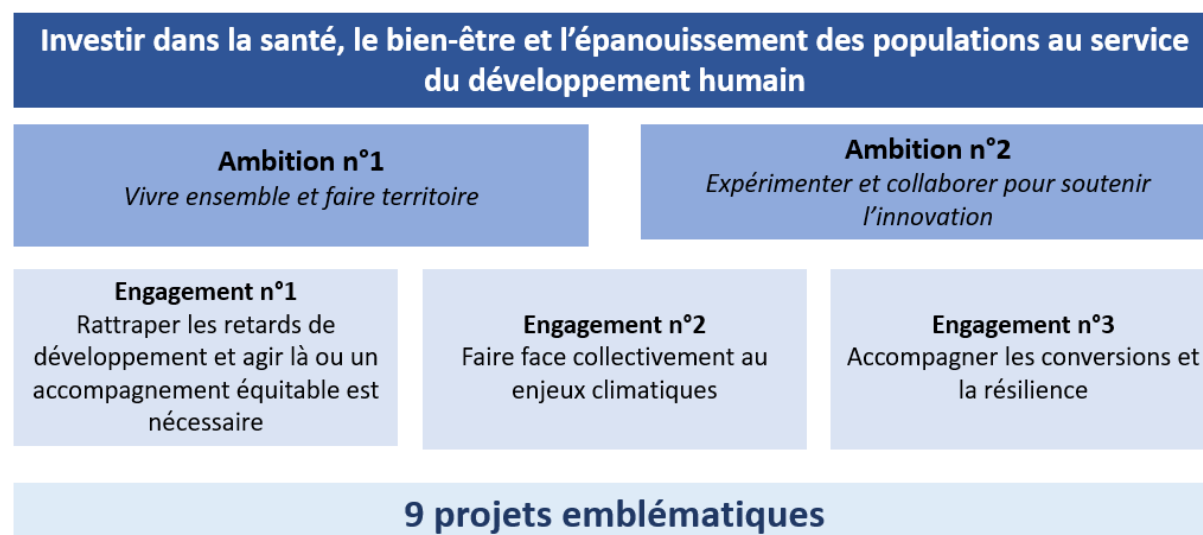 Investir dans la santé, le bien-être et l’épanouissement des populations au service
du développement humain
Ambition n°1
Vivre ensemble et faire territoire
Ambition n°2
Expérimenter et collaborer pour soutenir
l’innovation
Engagement n°1
Rattraper les retards de
développement et agir là ou un
accompagnement équitable est
nécessaire
Engagement n°2
Faire face collectivement au
enjeux climatiques
Engagement n°3
Accompagner les conversions et
la résilience
9 projets emblématiques